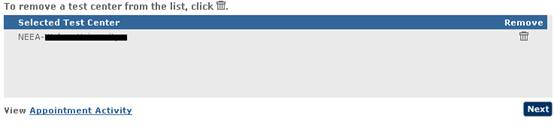 To remove a test center from the list, click
Selected Test Center Remove
NEEA-
View Appointment Activity Next